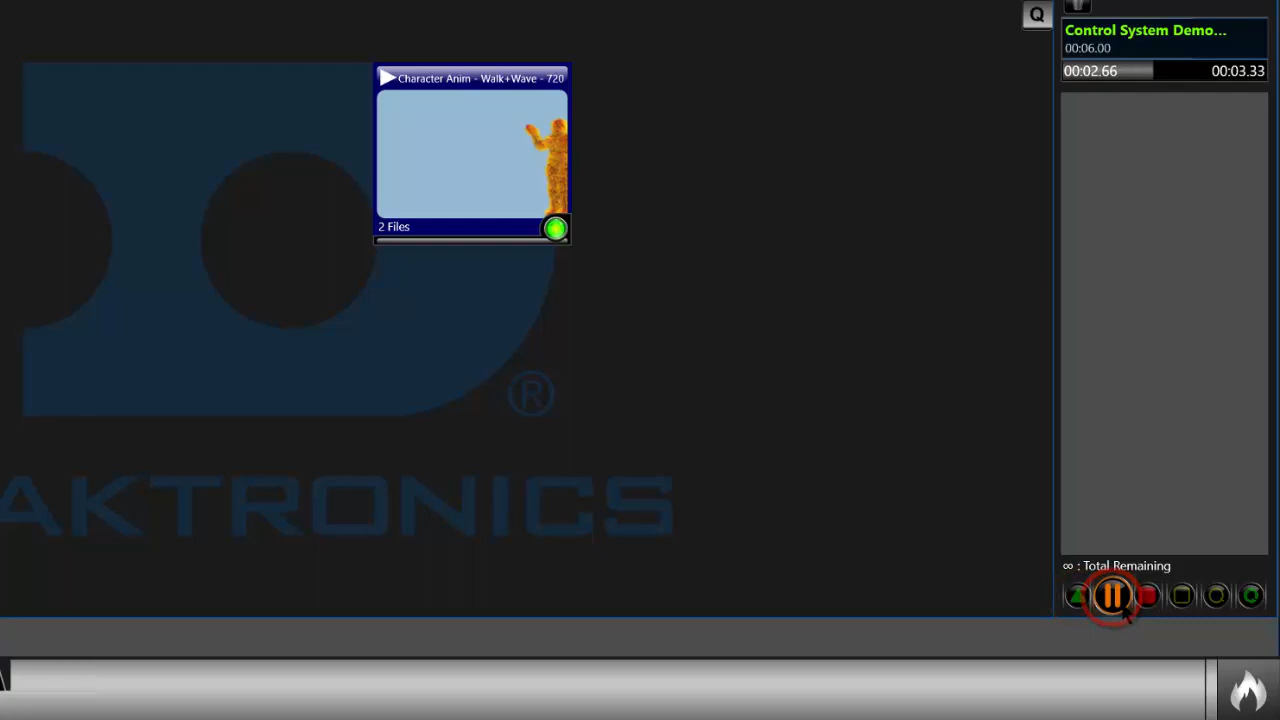 Q
Control System Demo...
00:06.00
00:02.66 00:03.33
Character Anim - Walk+Wave - 720
2 Files
®
AKTRONICS
∞ : Total Remaining